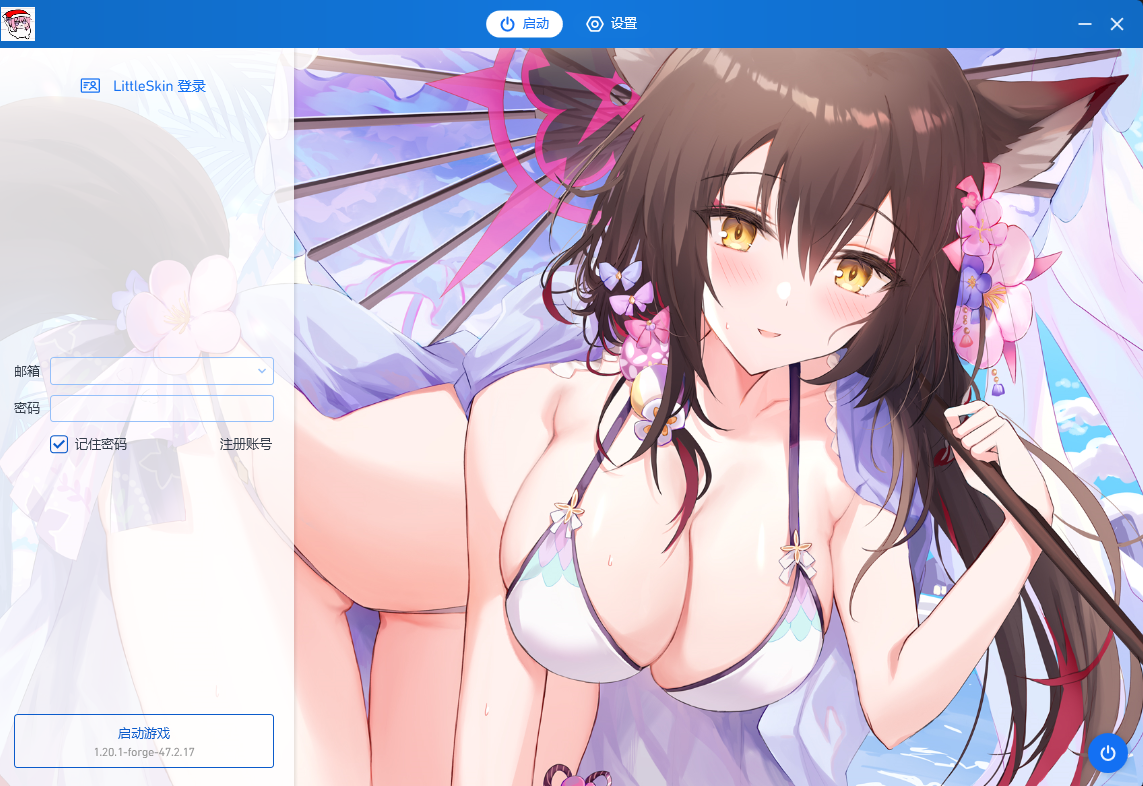 启动
设置
LittleSkin 登录
邮箱
密码
记住密码
注册账号
启动游戏
1.20.1-forge-47.2.17